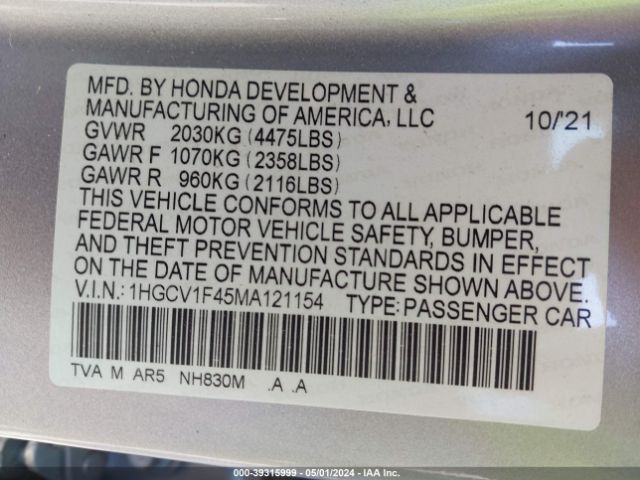 MFD. BY HONDA DEVELOPMENT &
MANUFACTURING OF AMERICA, LLC 10/'21
GVWR 2030KG (4475LBS)
GAWR F 1070KG (2358LBS)
GAWR R 960KG (2116LBS)
THIS VEHICLE CONFORMS TO ALL APPLICABLE
FEDERAL MOTOR VEHICLE SAFETY, BUMPER,
AND THEFT PREVENTION STANDARDS IN EFFECT
ON THE DATE OF MANUFACTURE SHOWN ABOVE.
V.I.N.: 1HGCV1F45MA121154 TYPE: PASSENGER CAR
TVA M AR5 NH830M .A .A
000-39315999 - 05/01/2024 - IAA Inc.